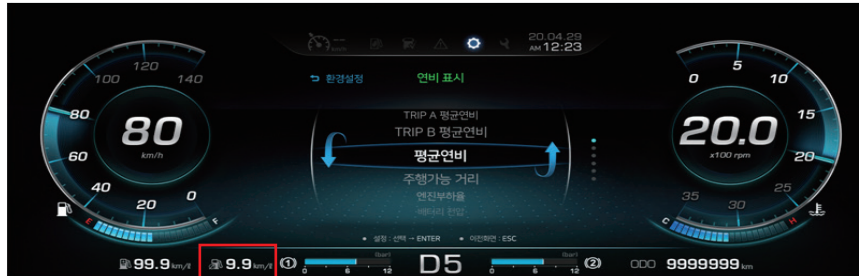 20.04.29
AM 12:23
km/h
환경설정
연비 표시
TRIP A 평균연비
TRIP B 평균연비
평균연비
주행가능 거리
엔진부하율
배터리 전압
설정 : 선택 → ENTER
이전화면 : ESC
0 20 40 60 80 100 120 140
80
km/h
E F
0 5 10 15 20 25 30 35
20.0
x100 rpm
C H
99.9 km/ℓ
9.9 km/ℓ
(1) 0 6 12 (bar)
D5
(bar) 0 6 12 (2)
ODO 9999999 km